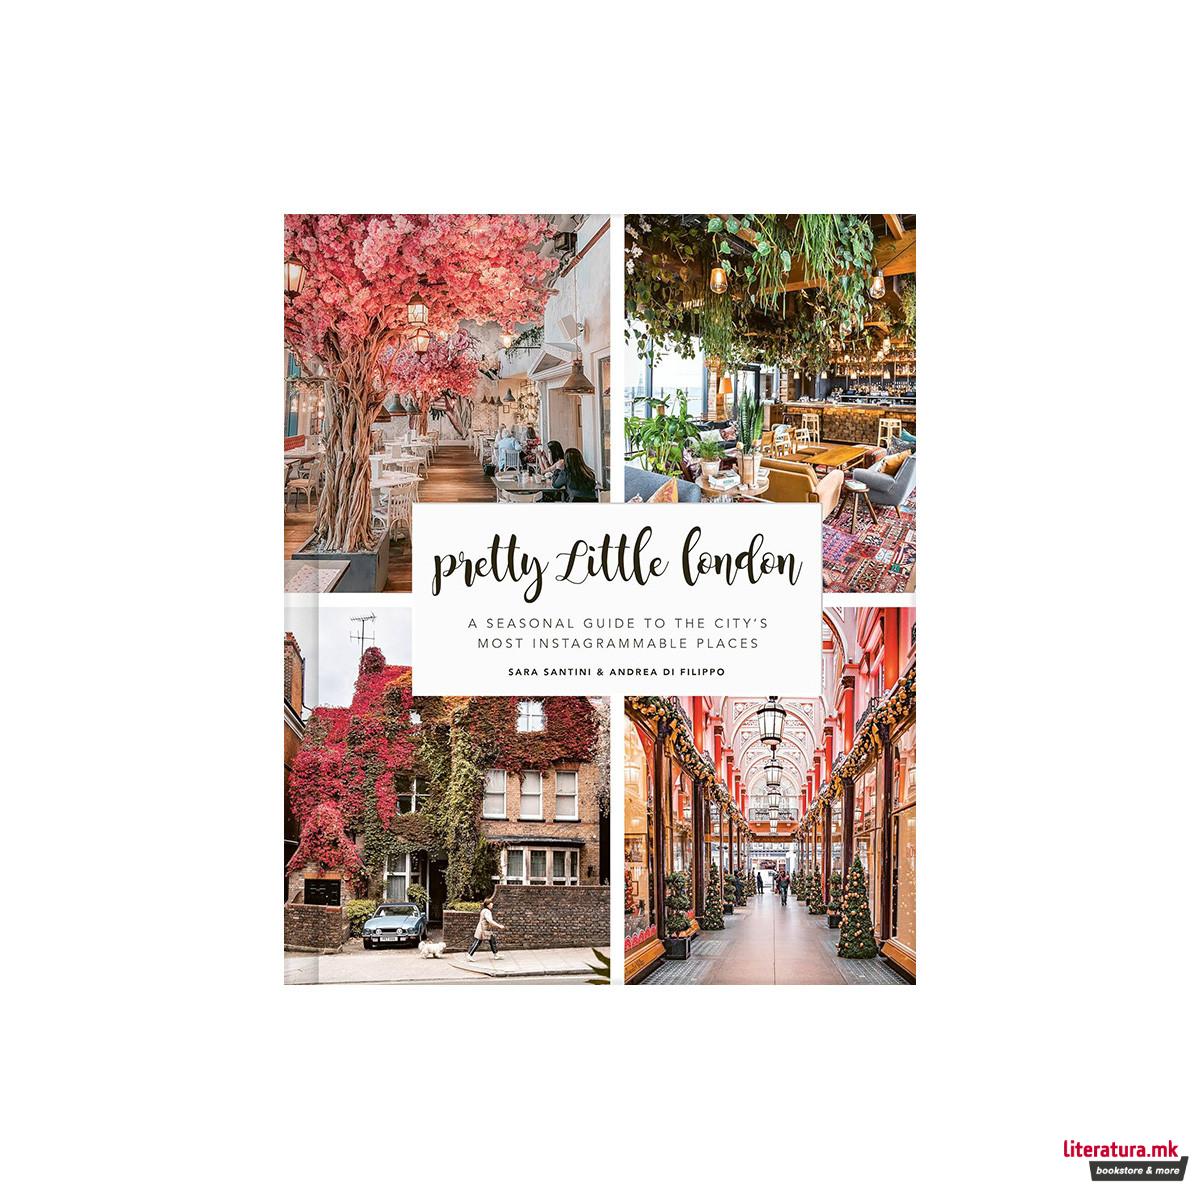 pretty Little london
A SEASONAL GUIDE TO THE CITY'S
MOST INSTAGRAMMABLE PLACES
SARA SANTINI & ANDREA DI FILIPPO
literatura.mk
bookstore & more